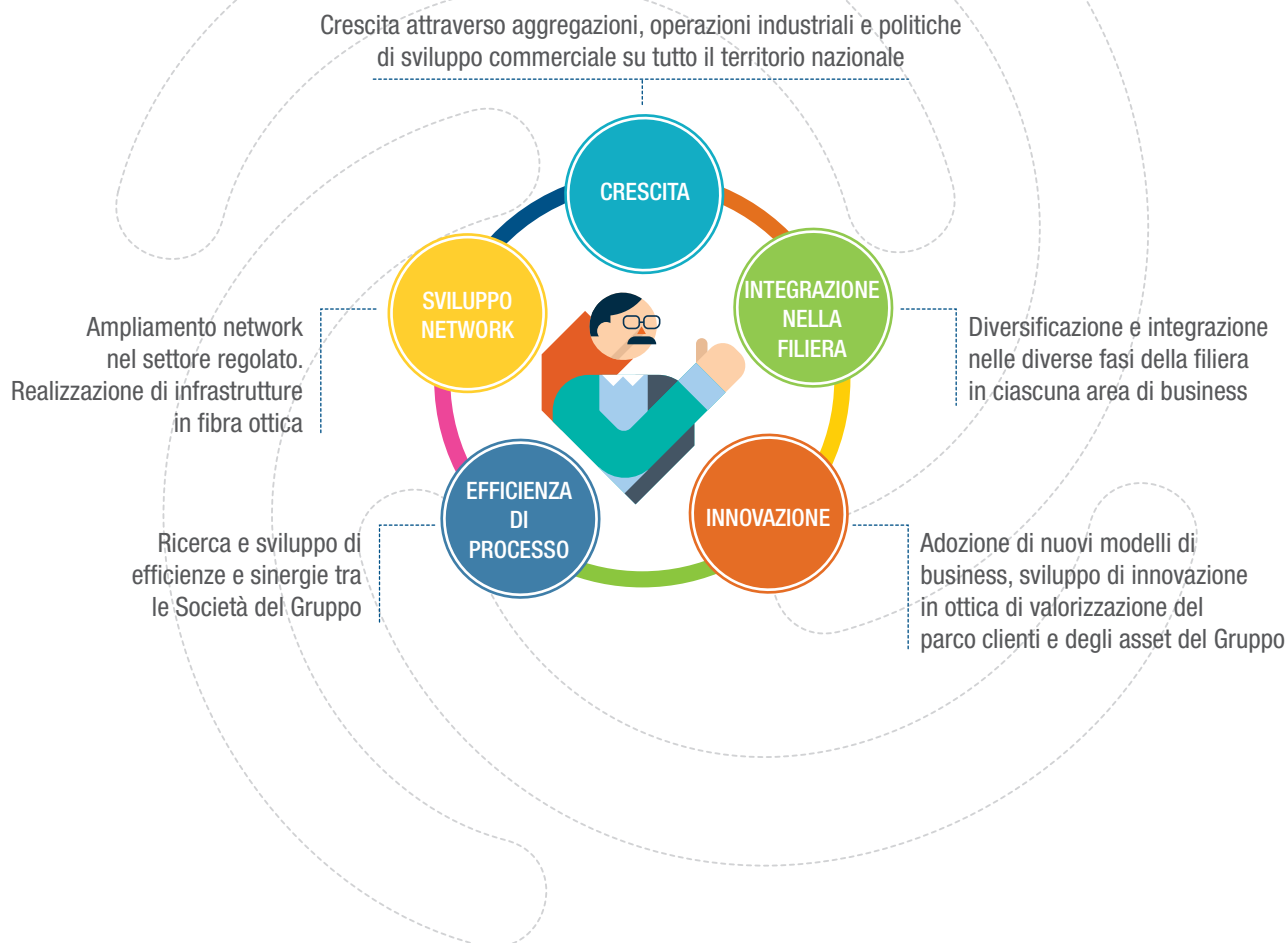 Crescita attraverso aggregazioni, operazioni industriali e politiche
di sviluppo commerciale su tutto il territorio nazionale
CRESCITA
INTEGRAZIONE
NELLA
FILIERA
Diversificazione e integrazione
nelle diverse fasi della filiera
in ciascuna area di business
INNOVAZIONE
Adozione di nuovi modelli di
business, sviluppo di innovazione
in ottica di valorizzazione del
parco clienti e degli asset del Gruppo
EFFICIENZA
DI
PROCESSO
Ricerca e sviluppo di
efficienze e sinergie tra
le Società del Gruppo
SVILUPPO
NETWORK
Ampliamento network
nel settore regolato.
Realizzazione di infrastrutture
in fibra ottica